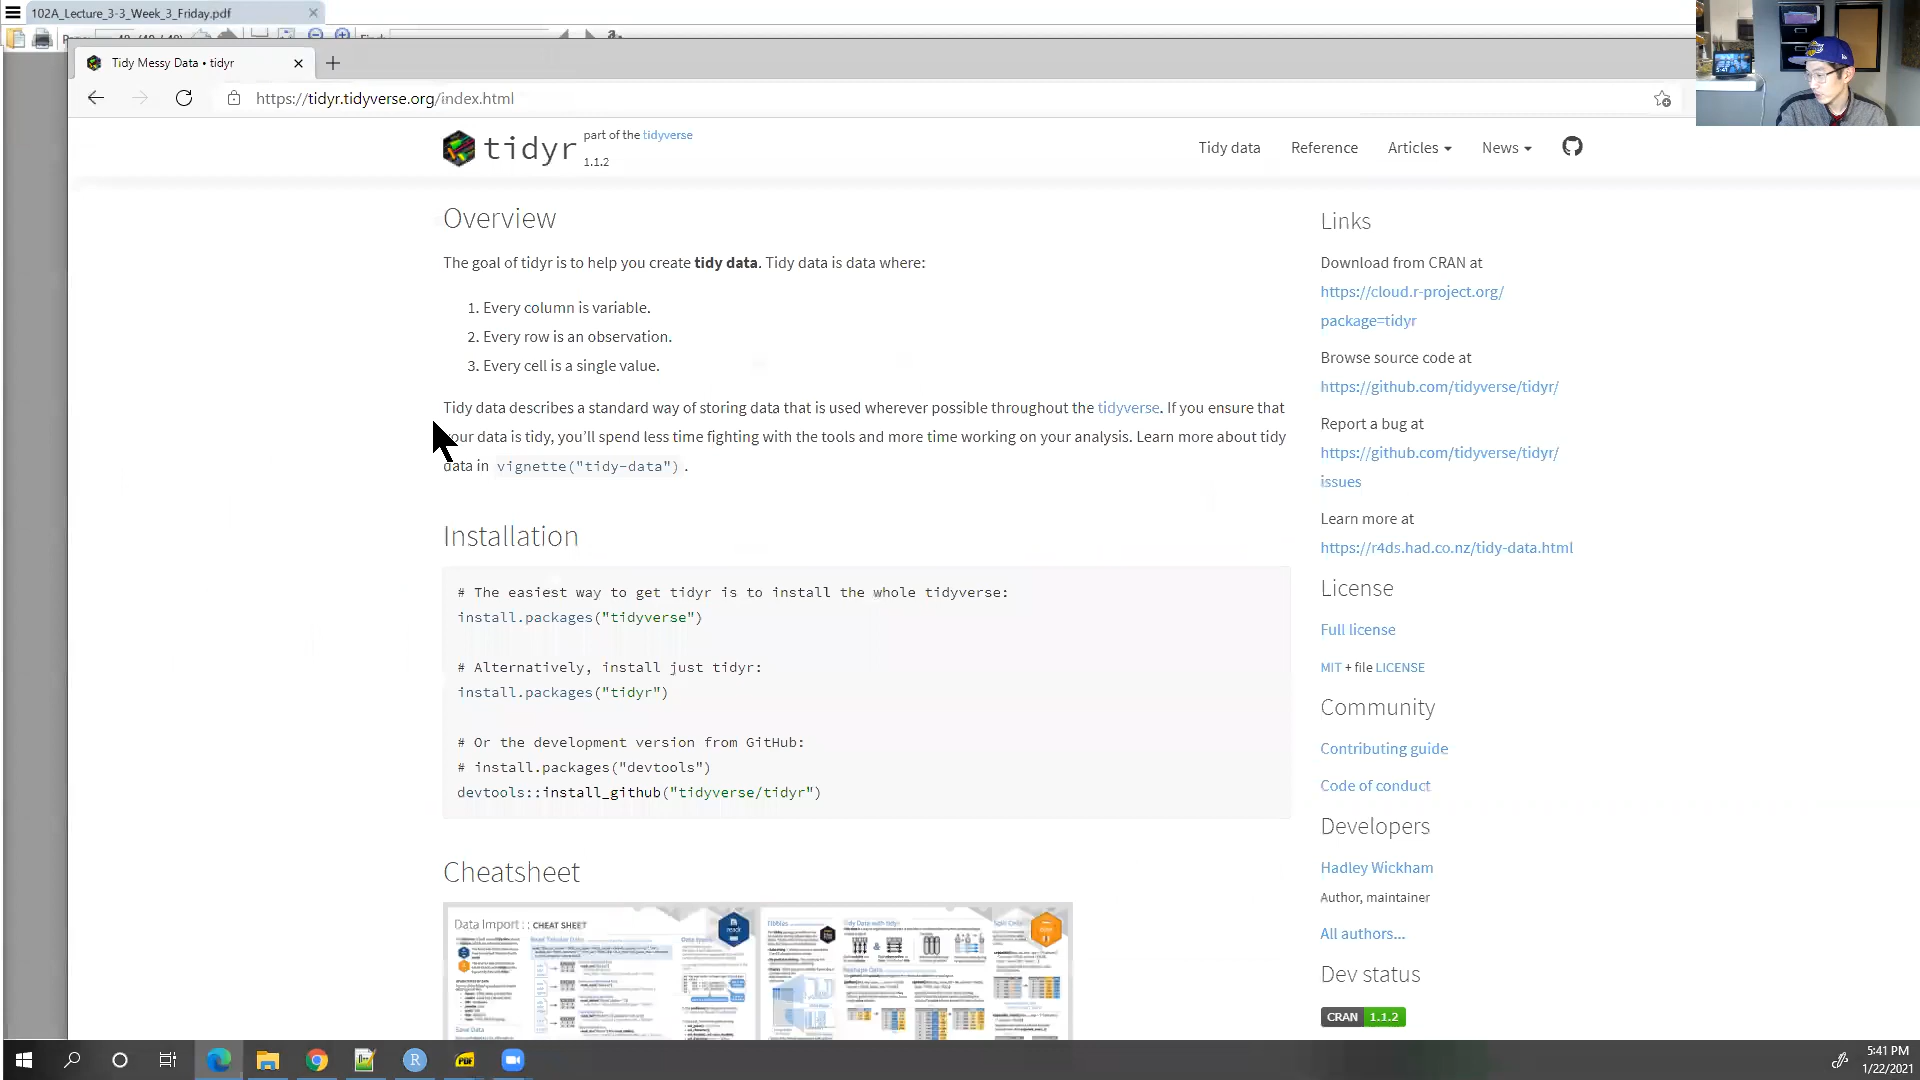 102A_Lecture_3-3_Week_3_Friday.pdf
Tidy Messy Data • tidyr
https://tidyr.tidyverse.org/index.html
tidyr
part of the tidyverse
1.1.2
Tidy data
Reference
Articles
News
Overview
The goal of tidyr is to help you create tidy data. Tidy data is data where:
1. Every column is variable.
2. Every row is an observation.
3. Every cell is a single value.
Tidy data describes a standard way of storing data that is used wherever possible throughout the tidyverse. If you ensure that
your data is tidy, you’ll spend less time fighting with the tools and more time working on your analysis. Learn more about tidy
data in vignette("tidy-data") .
Installation
# The easiest way to get tidyr is to install the whole tidyverse:
install.packages("tidyverse")
# Alternatively, install just tidyr:
install.packages("tidyr")
# Or the development version from GitHub:
# install.packages("devtools")
devtools::install_github("tidyverse/tidyr")
Cheatsheet
Data Import :: CHEAT SHEET
Links
Download from CRAN at
https://cloud.r-project.org/
package=tidyr
Browse source code at
https://github.com/tidyverse/tidyr/
Report a bug at
https://github.com/tidyverse/tidyr/
issues
Learn more at
https://r4ds.had.co.nz/tidy-data.html
License
Full license
MIT + file LICENSE
Community
Contributing guide
Code of conduct
Developers
Hadley Wickham
Author, maintainer
All authors...
Dev status
CRAN 1.1.2
5:41 PM
1/22/2021